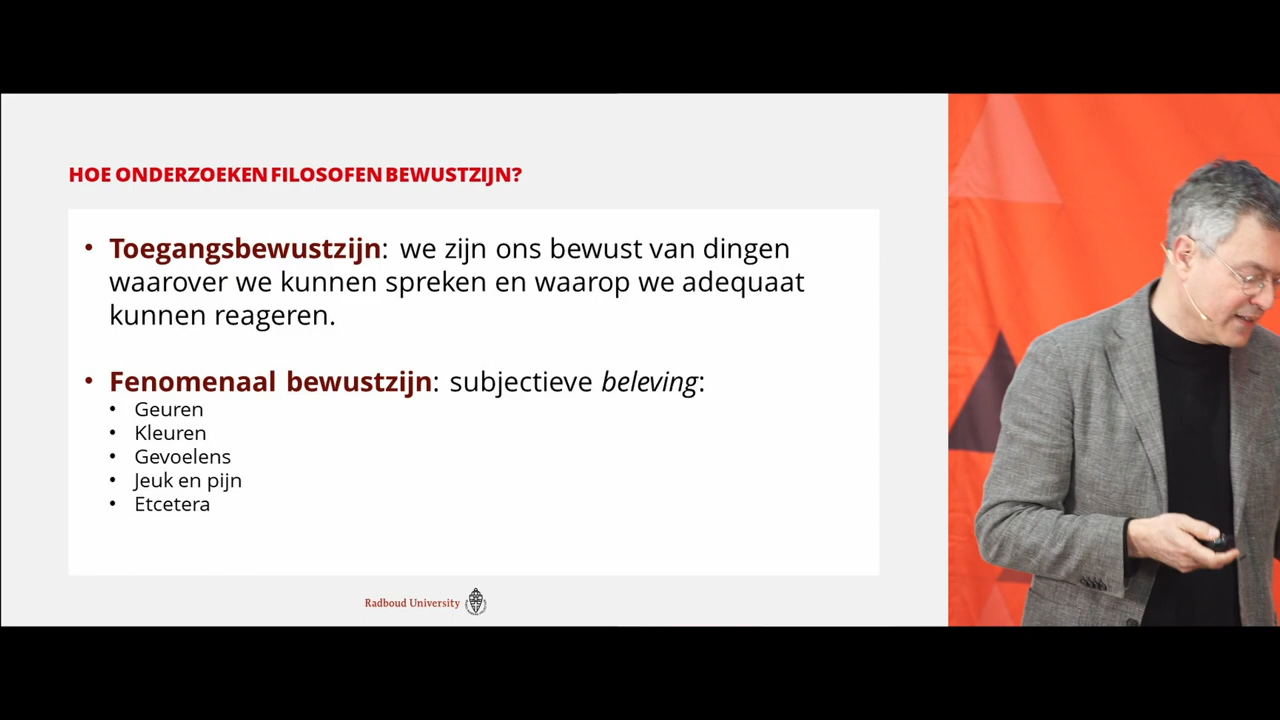 HOE ONDERZOEKEN FILOSOFEN BEWUSTZIJN?
• Toegangsbewustzijn: we zijn ons bewust van dingen
waarover we kunnen spreken en waarop we adequaat
kunnen reageren.
• Fenomenaal bewustzijn: subjectieve beleving:
• Geuren
• Kleuren
• Gevoelens
• Jeuk en pijn
• Etcetera
Radboud University